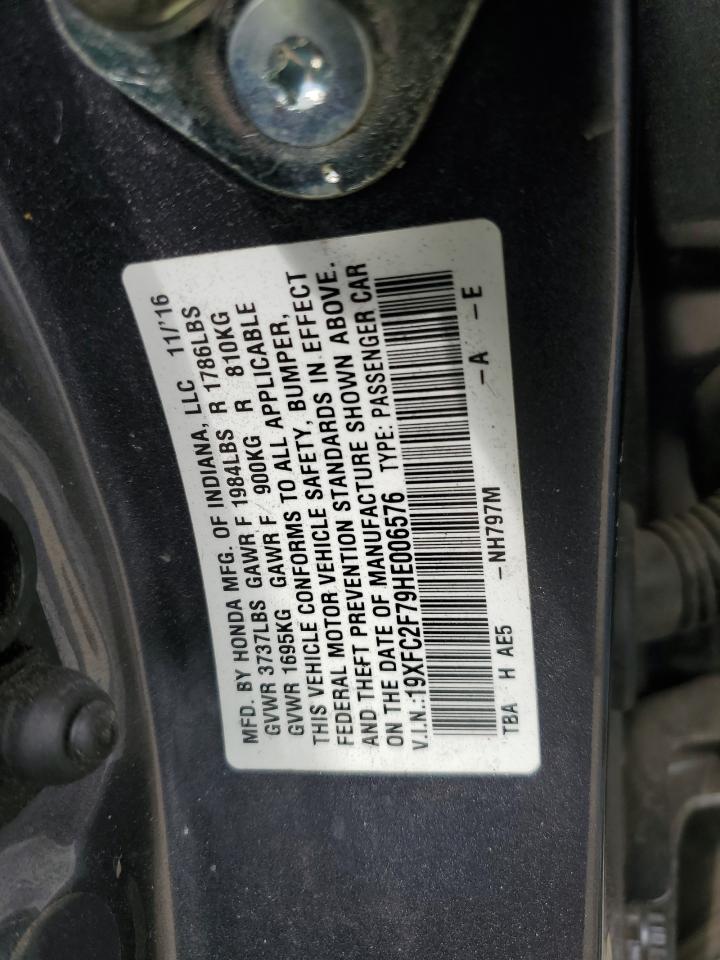 MFD. BY HONDA MFG. OF INDIANA, LLC 11/'16
GVWR 3737LBS GAWR F 1984LBS R 1786LBS
GVWR 1695KG GAWR F 900KG R 810KG
THIS VEHICLE CONFORMS TO ALL APPLICABLE
FEDERAL MOTOR VEHICLE SAFETY, BUMPER,
AND THEFT PREVENTION STANDARDS IN EFFECT
ON THE DATE OF MANUFACTURE SHOWN ABOVE.
V.I.N.:19XFC2F79HE006576 TYPE: PASSENGER CAR
TBA H AE5 -NH797M -A -E